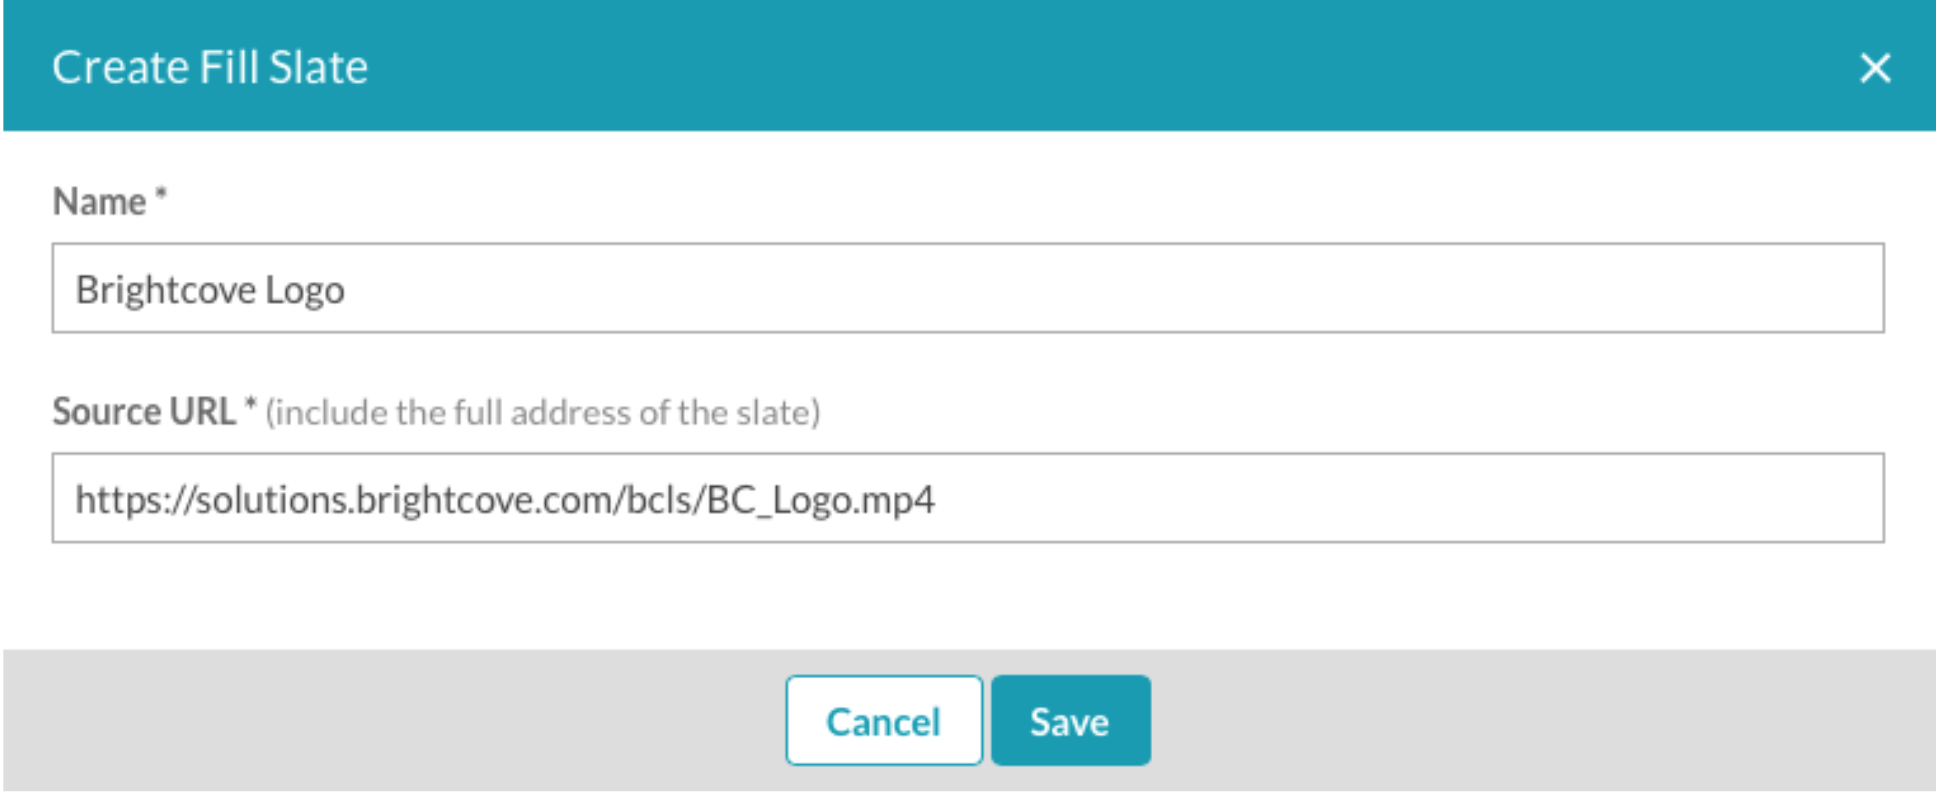 Create Fill Slate
Name *
Brightcove Logo
Source URL * (include the full address of the slate)
https://solutions.brightcove.com/bcls/BC_Logo.mp4
Cancel Save